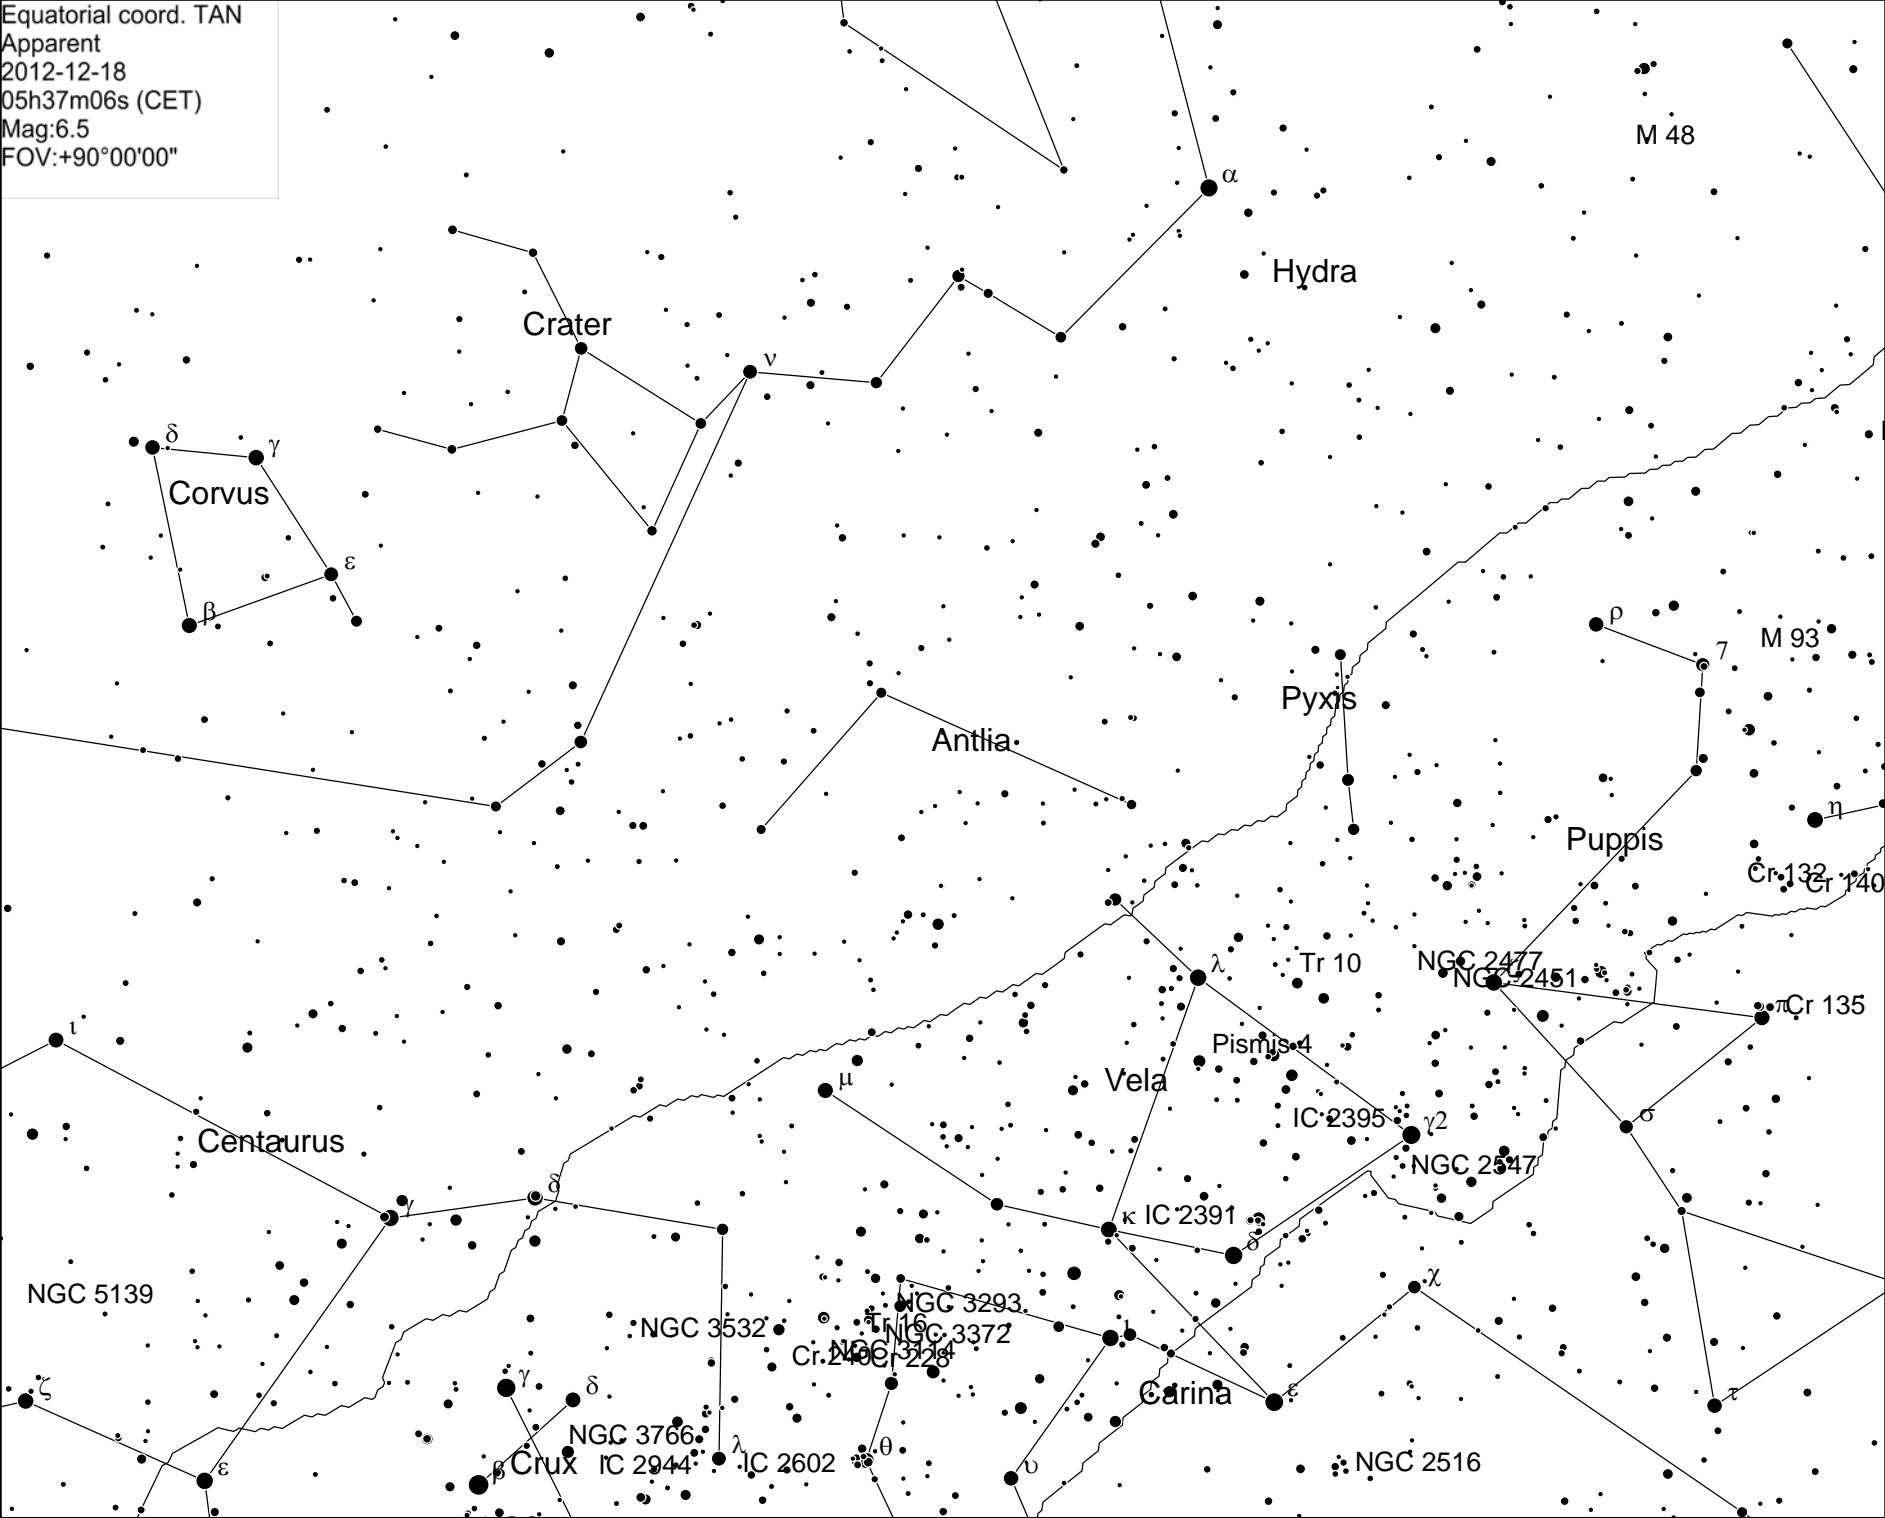 Equatorial coord. TAN
Apparent
2012-12-18
05h37m06s (CET)
Mag:6.5
FOV:+90°00'00"
M 48
α
Hydra
Crater
ν
δ
γ
Corvus
ε
β
ρ
7
M 93
Pyxis
Antlia
η
Puppis
Cr 132
Cr 140
λ
Tr 10
NGC 2477
NGC 2451
ζ
π
Cr 135
ι
Pismis 4
Vela
μ
IC 2395
γ2
σ
Centaurus
NGC 2547
δ
γ
κ
IC 2391
δ
χ
NGC 5139
NGC 3293
Tr 16
NGC 3532
NGC 3372
ι
NGC 3114
Cr 240
Cr 228
ζ
γ
δ
Carina
ε
τ
NGC 3766
λ
θ
ε
β
Crux
IC 2944
IC 2602
υ
NGC 2516